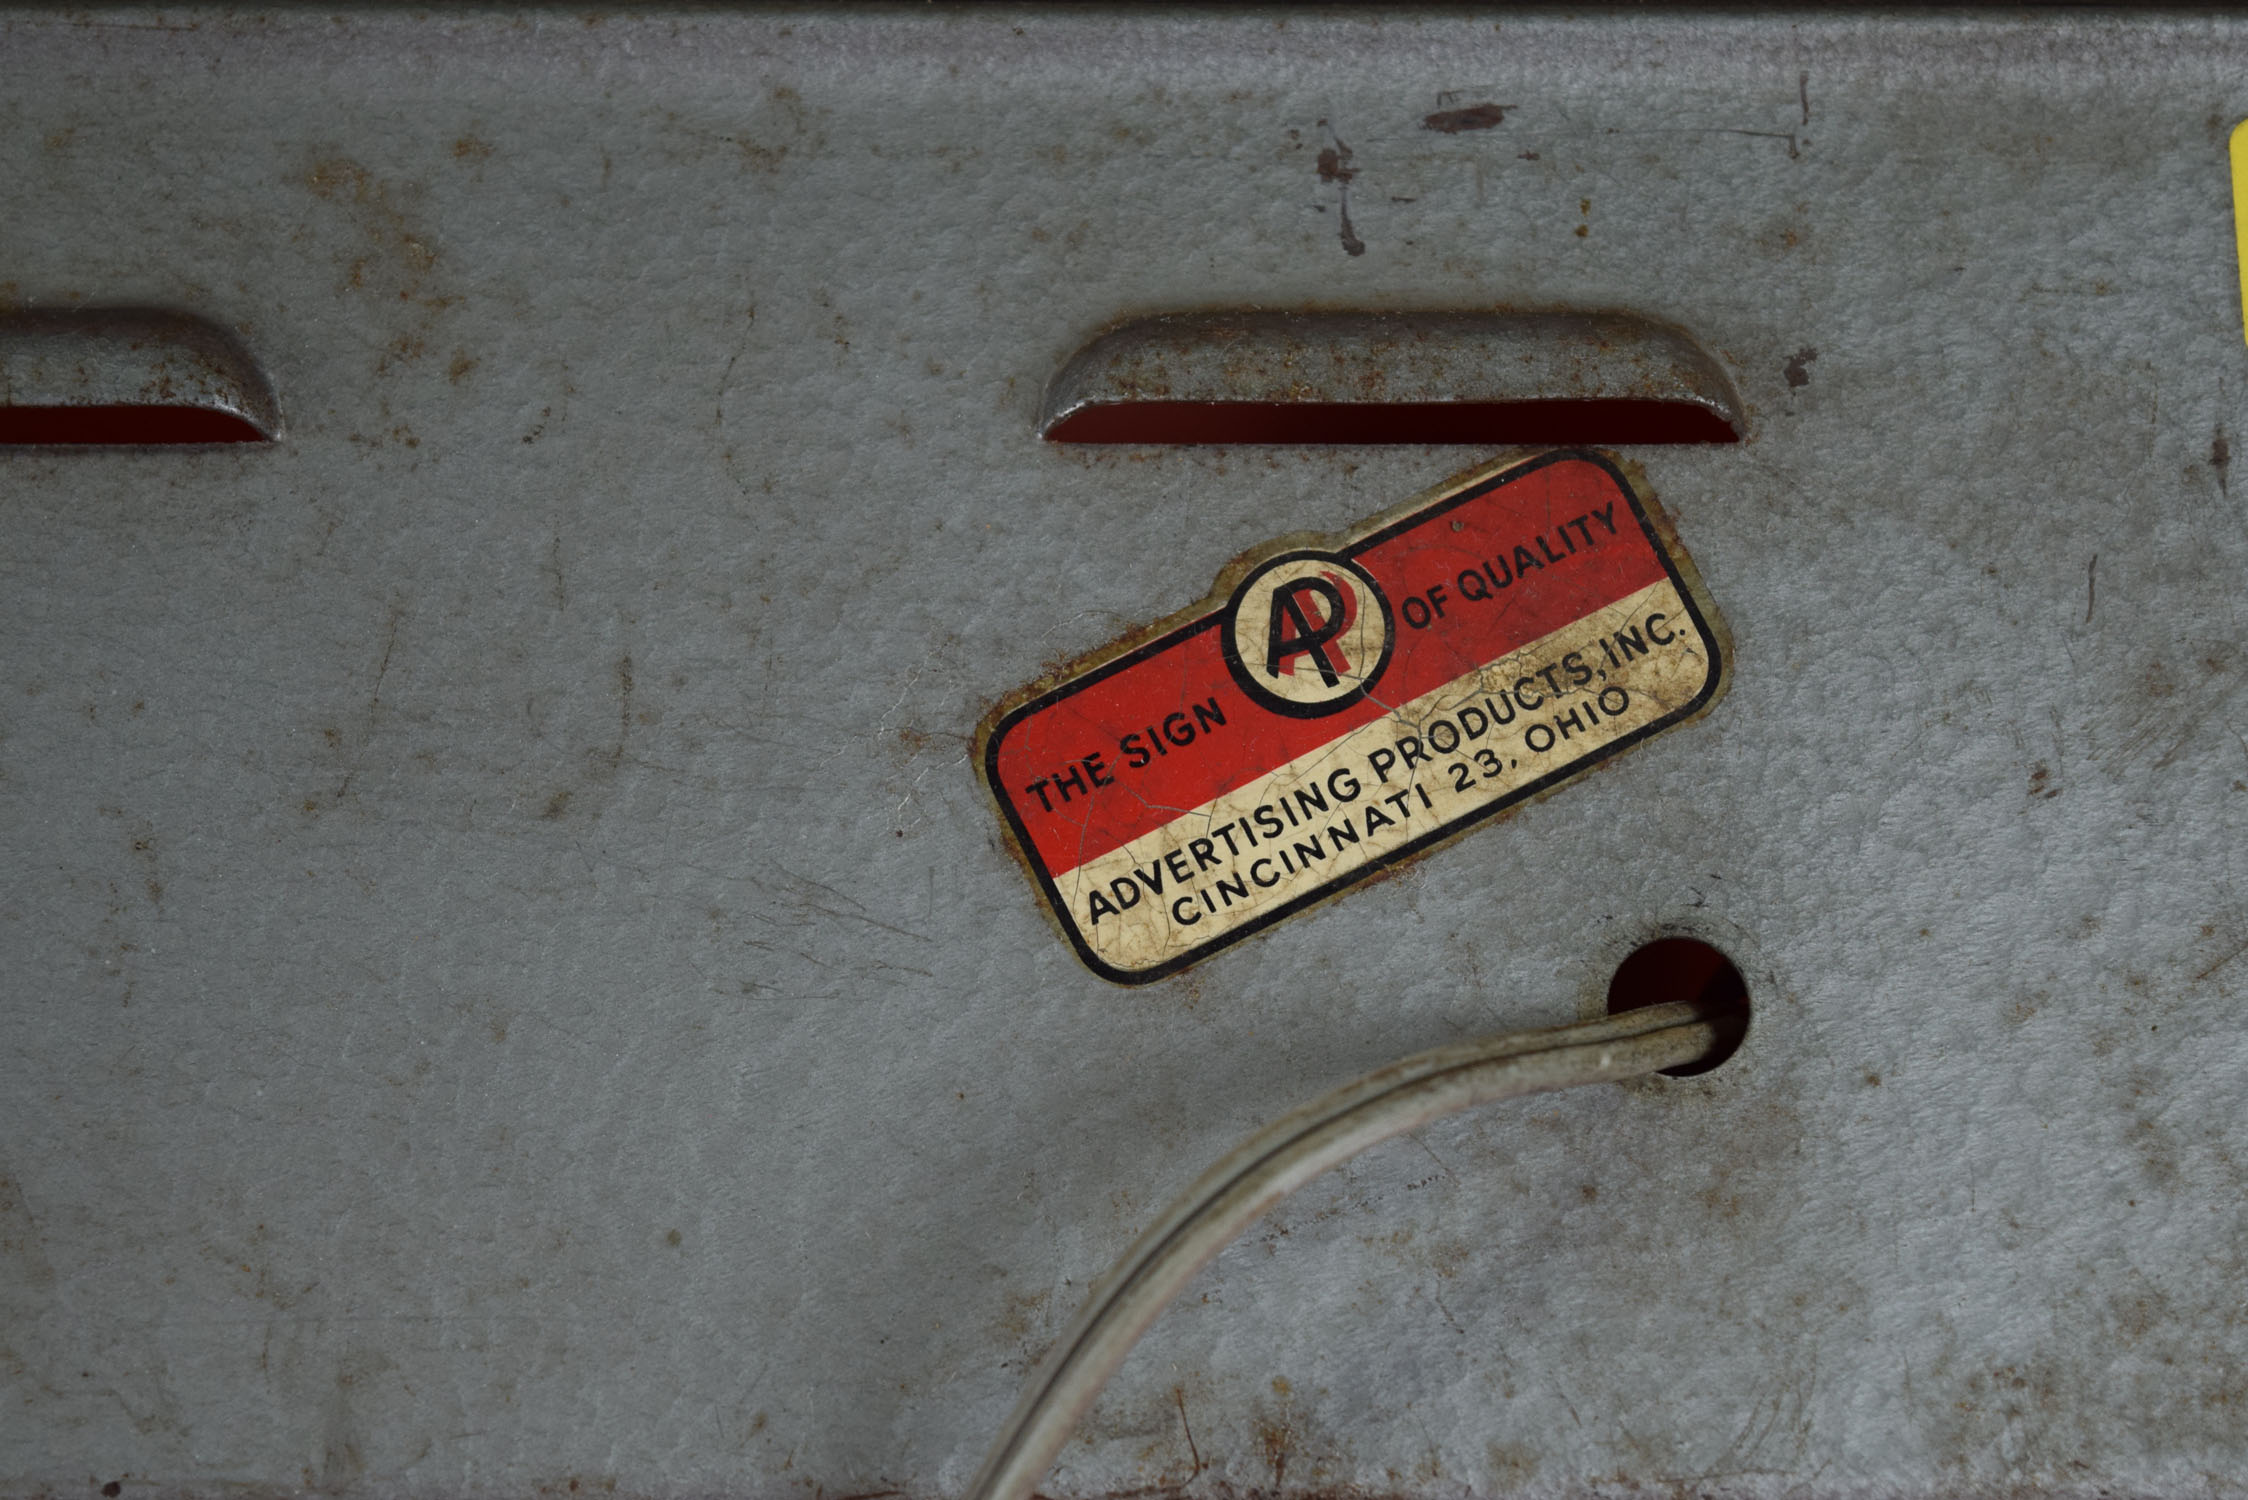 THE SIGN AP OF QUALITY
ADVERTISING PRODUCTS, INC.
CINCINNATI 23, OHIO